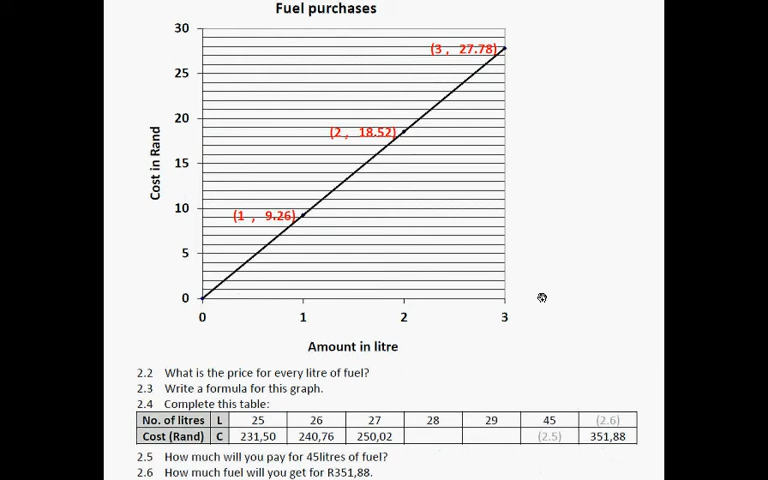 Fuel purchases
30
(3 , 27.78)
25
20
(2 , 18.52)
Cost in Rand
15
10
(1 , 9.26)
5
0
0 1 2 3
Amount in litre
2.2 What is the price for every litre of fuel?
2.3 Write a formula for this graph.
2.4 Complete this table:
No. of litres L 25 26 27 28 29 45 (2.6)
Cost (Rand) C 231,50 240,76 250,02 (2.5) 351,88
2.5 How much will you pay for 45litres of fuel?
2.6 How much fuel will you get for R351,88.